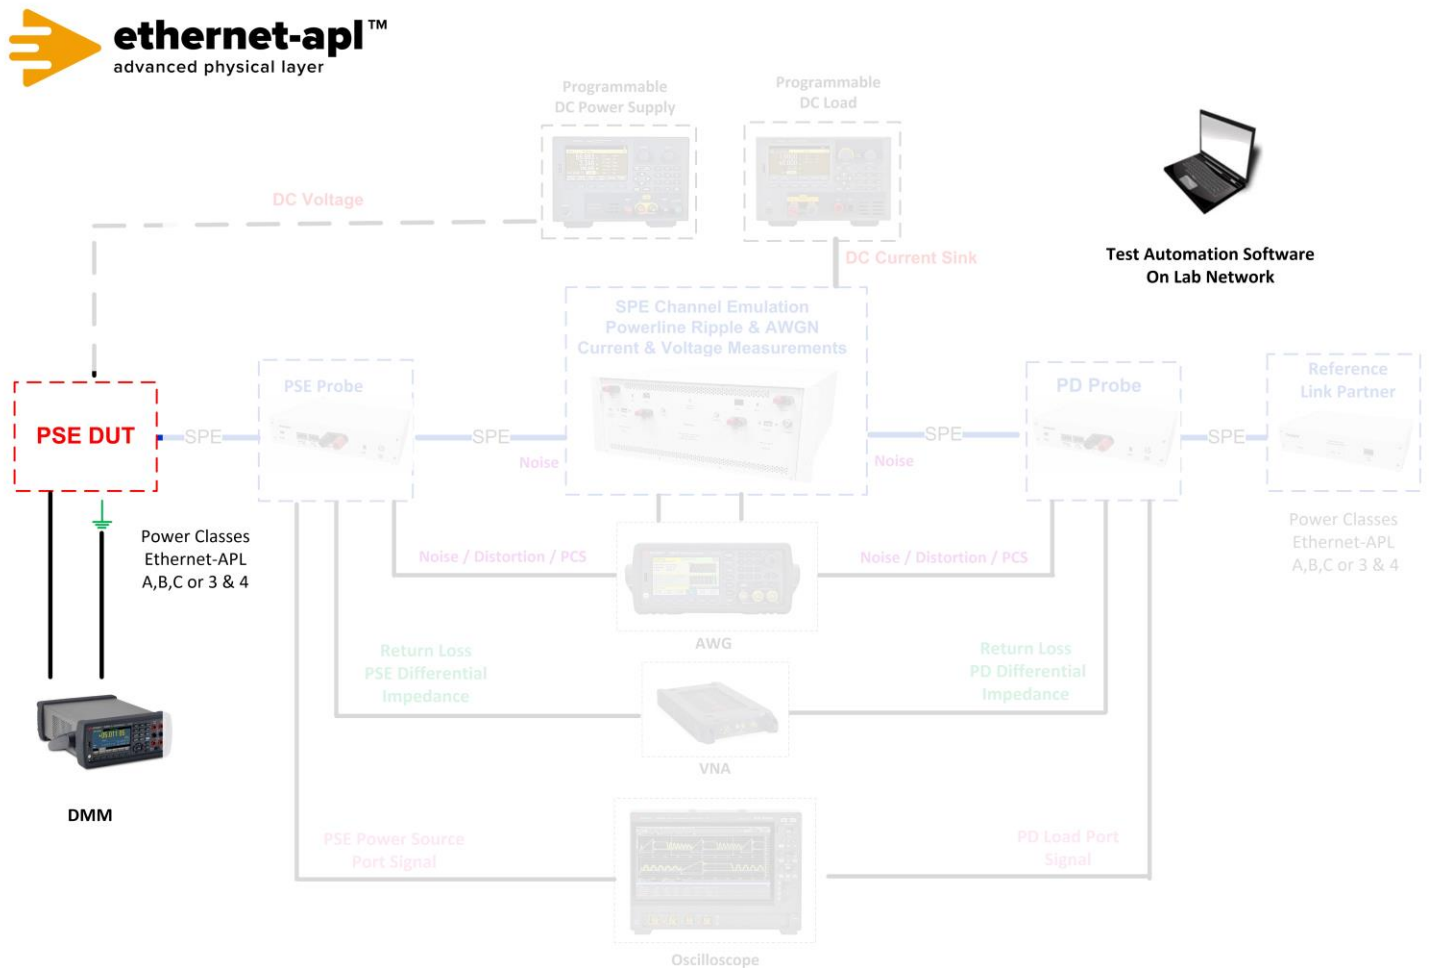 ethernet-apl™
advanced physical layer
Programmable
DC Power Supply
Programmable
DC Load
DC Voltage
DC Current Sink
Test Automation Software
On Lab Network
SPE Channel Emulation
Powerline Ripple & AWGN
Current & Voltage Measurements
PSE Probe
PD Probe
Reference
Link Partner
PSE DUT
SPE
SPE
SPE
SPE
Noise
Noise
Power Classes
Ethernet-APL
A,B,C or 3 & 4
Power Classes
Ethernet-APL
A,B,C or 3 & 4
Noise / Distortion / PCS
Noise / Distortion / PCS
AWG
Return Loss
PSE Differential
Impedance
Return Loss
PD Differential
Impedance
VNA
DMM
PSE Power Source
Port Signal
PD Load Port
Signal
Oscilloscope